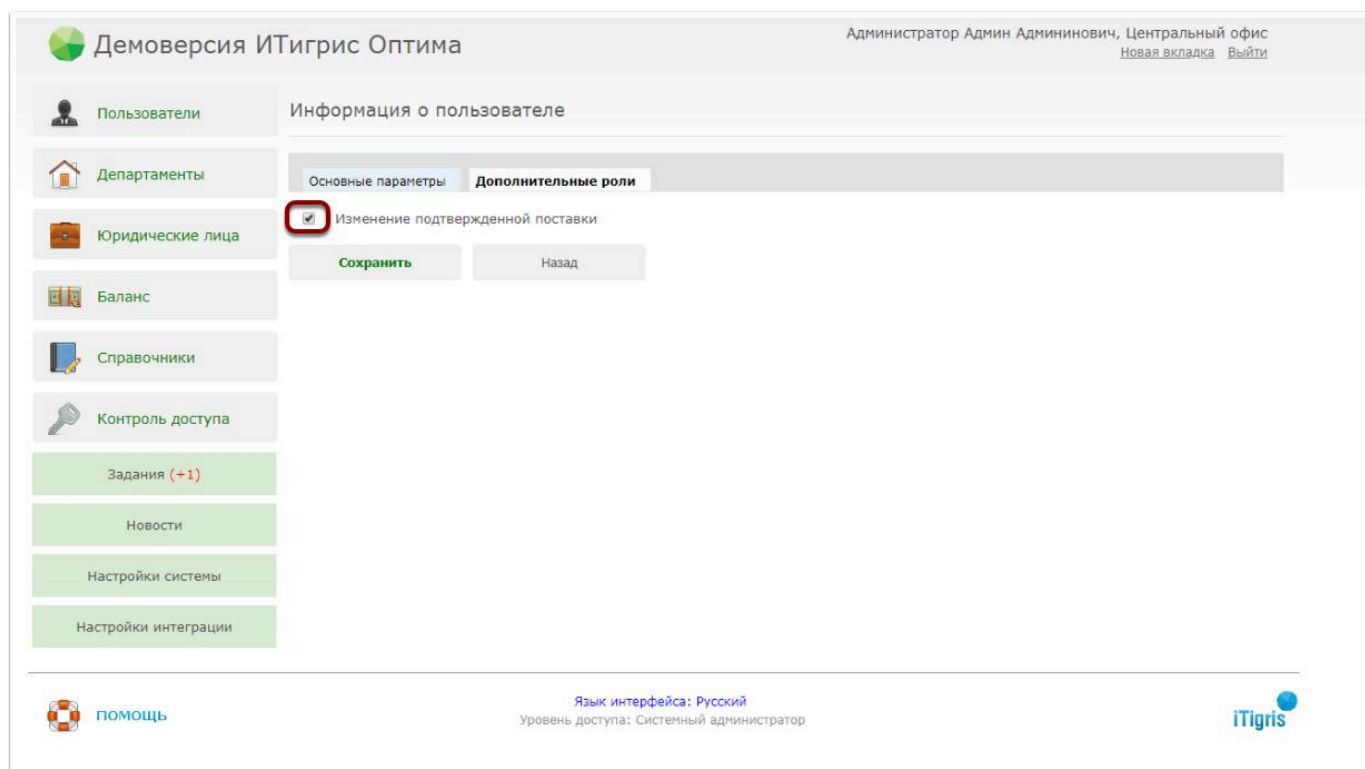 Демоверсия ИТигрис Оптима
Администратор Админ Админинович, Центральный офис
Новая вкладка Выйти
Пользователи
Информация о пользователе
Департаменты
Основные параметры Дополнительные роли
Изменение подтвержденной поставки
Юридические лица
Сохранить Назад
Баланс
Справочники
Контроль доступа
Задания (+1)
Новости
Настройки системы
Настройки интеграции
ПОМОЩЬ
Язык интерфейса: Русский
Уровень доступа: Системный администратор
iTigris